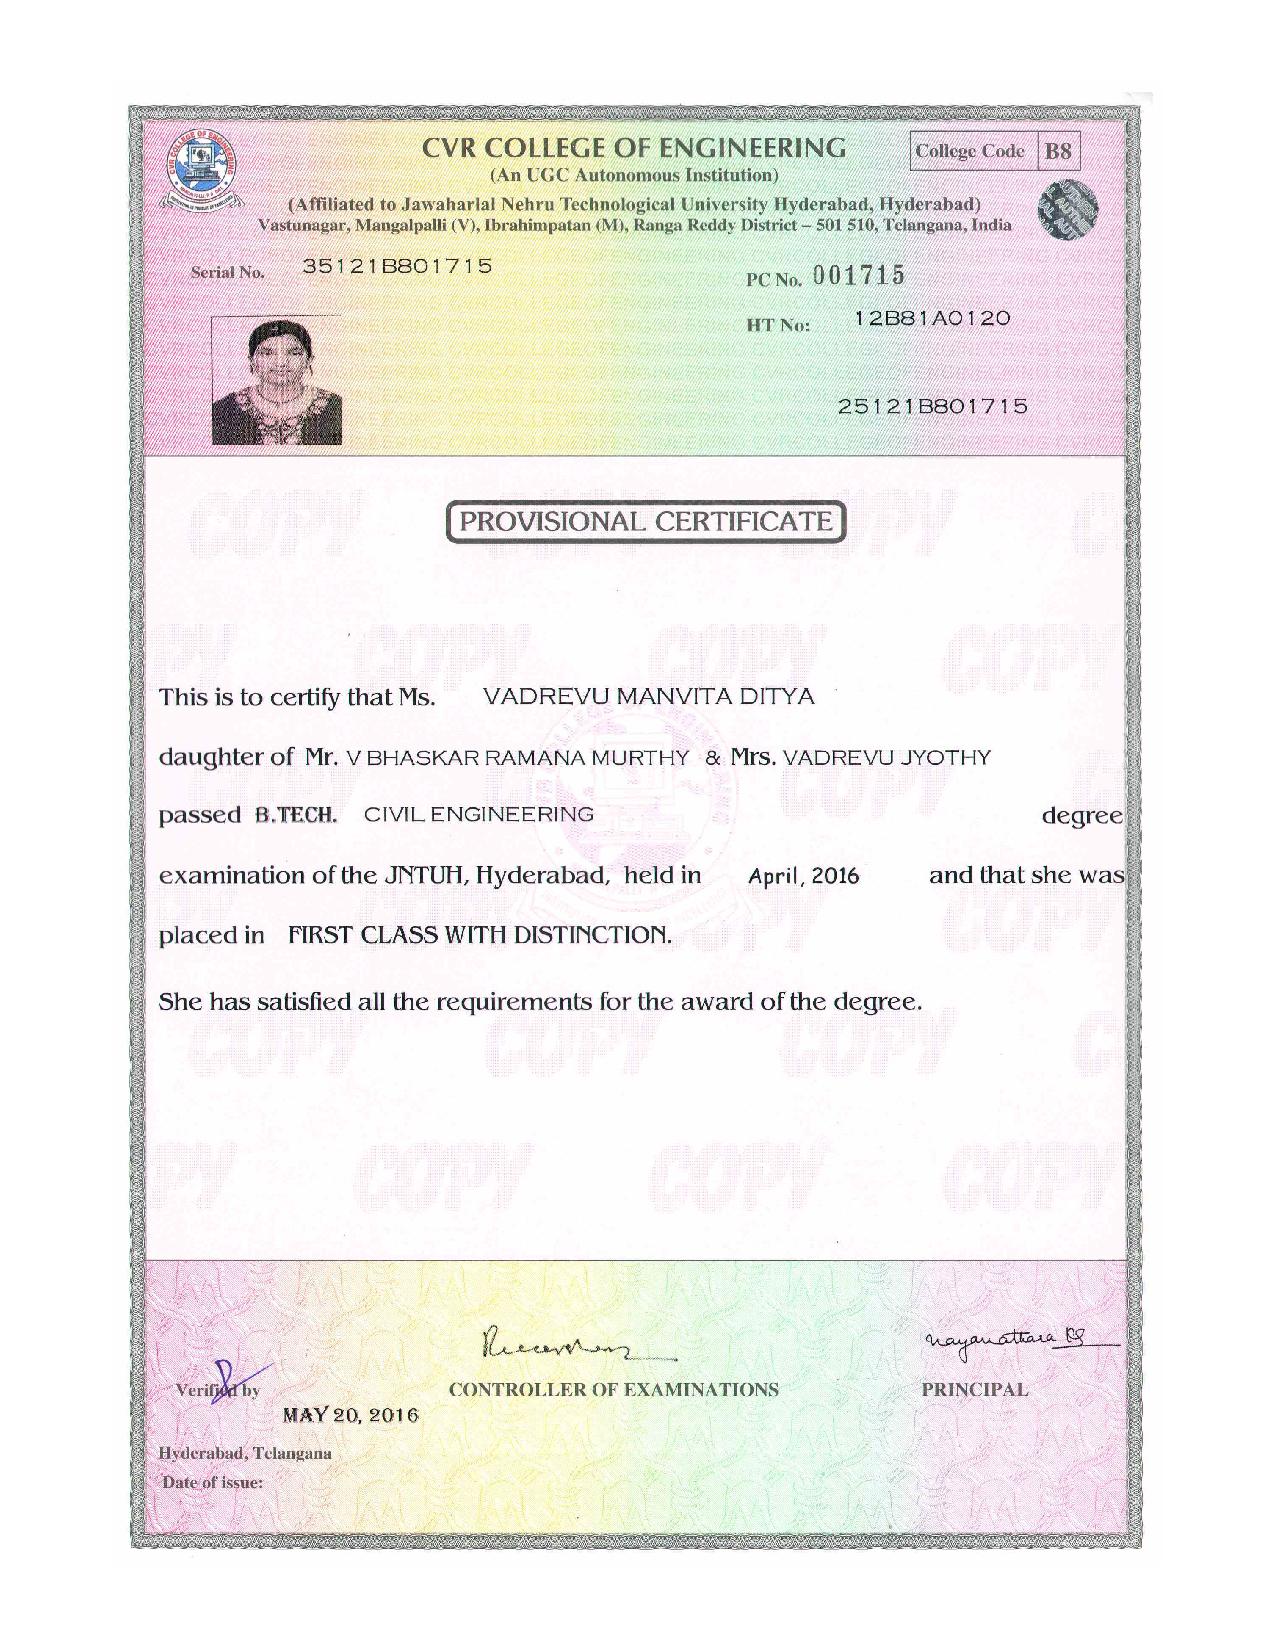 CVR COLLEGE OF ENGINEERING
College Code B8
(An UGC Autonomous Institution)
(Affiliated to Jawaharlal Nehru Technological University Hyderabad, Hyderabad)
Vastunagar, Mangalpalli (V), Ibrahimpatan (M), Ranga Reddy District – 501 510, Telangana, India
Serial No. 35121B801715
PC No. 001715
HT No: 12B81A0120
25121B801715
PROVISIONAL CERTIFICATE
This is to certify that Ms. VADREVU MANVITA DITYA
daughter of Mr. V BHASKAR RAMANA MURTHY & Mrs. VADREVU JYOTHY
passed B.TECH. CIVIL ENGINEERING degree
examination of the JNTUH, Hyderabad, held in April, 2016 and that she was
placed in FIRST CLASS WITH DISTINCTION.
She has satisfied all the requirements for the award of the degree.
Verified by
CONTROLLER OF EXAMINATIONS
PRINCIPAL
MAY 20, 2016
Hyderabad, Telangana
Date of issue: